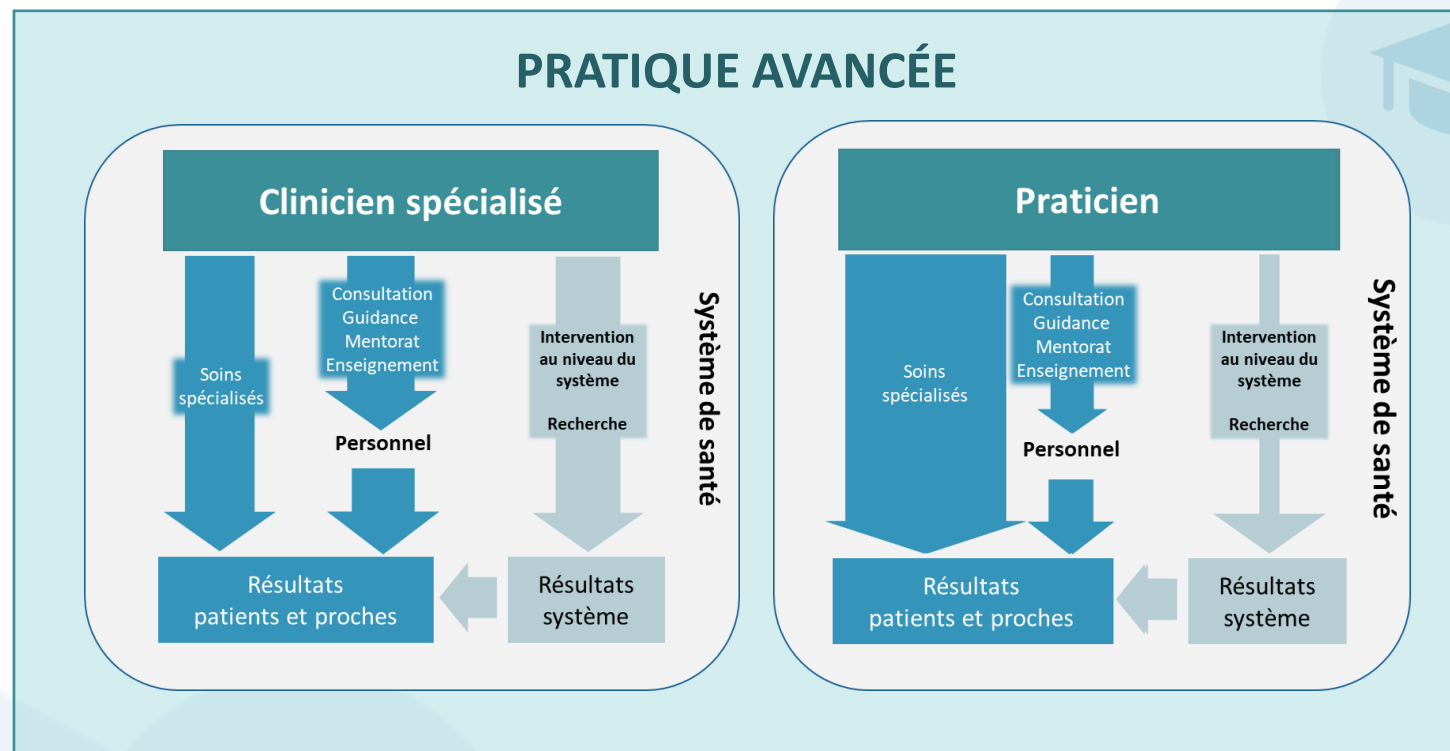 PRATIQUE AVANCÉE
Clinicien spécialisé
Soins
spécialisés
Consultation
Guidance
Mentorat
Enseignement
Personnel
Intervention
au niveau du
système
Recherche
Système de santé
Résultats
patients et proches
Résultats
système
Praticien
Soins
spécialisés
Consultation
Guidance
Mentorat
Enseignement
Personnel
Intervention
au niveau du
système
Recherche
Système de santé
Résultats
patients et proches
Résultats
système